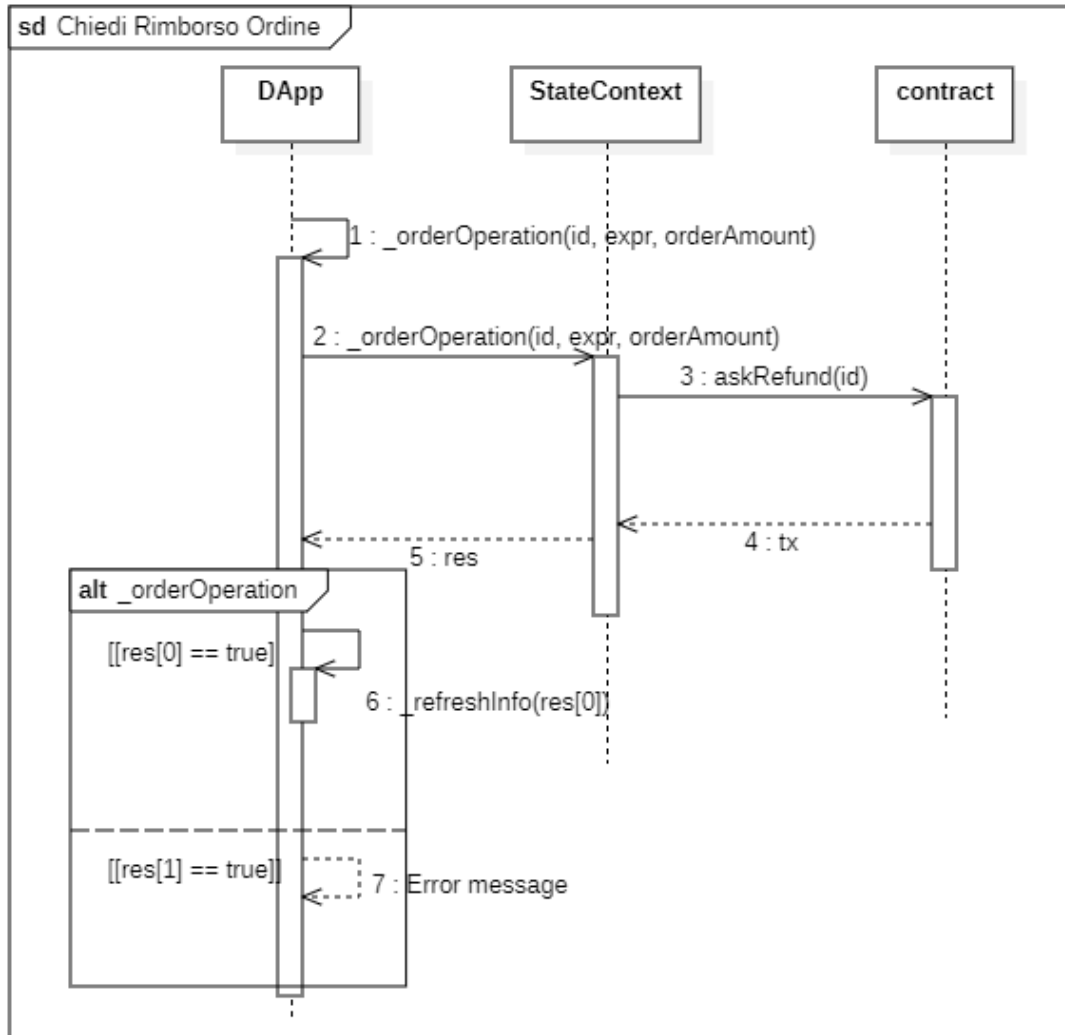 sd Chiedi Rimborso Ordine
DApp
StateContext
contract
1 : _orderOperation(id, expr, orderAmount)
2 : _orderOperation(id, expr, orderAmount)
3 : askRefund(id)
4 : tx
5 : res
alt _orderOperation
[[res[0] == true]
6 : _refreshInfo(res[0])
[[res[1] == true]]
7 : Error message